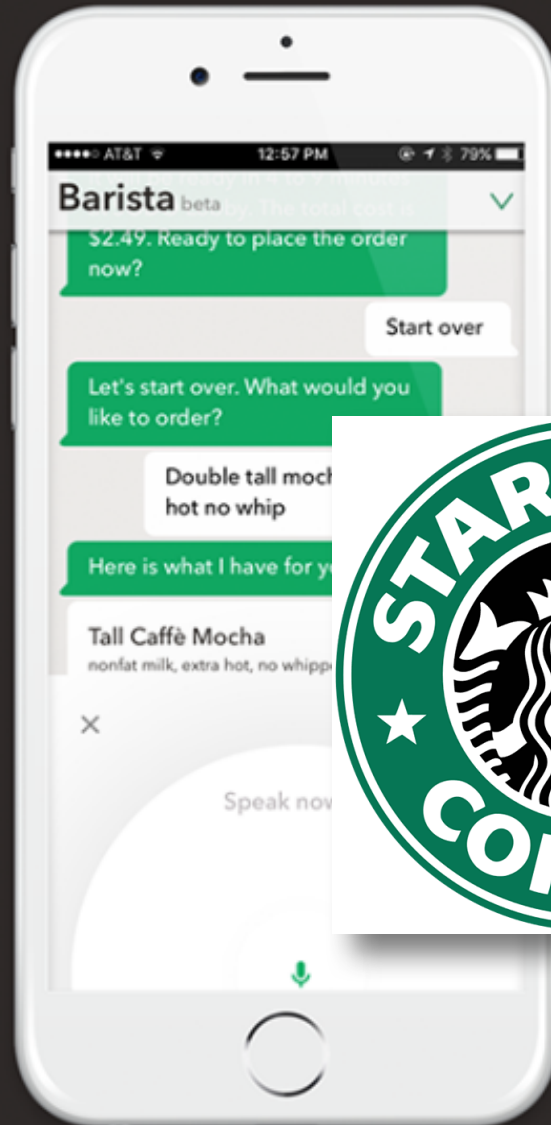 AT&T 12:57 PM 79%
Barista beta
$2.49. Ready to place the order
now?
Start over
Let's start over. What would you
like to order?
Double tall moch
hot no whip
Here is what I have for y
Tall Caffè Mocha
nonfat milk, extra hot, no whipp
Speak now
STAR
CO